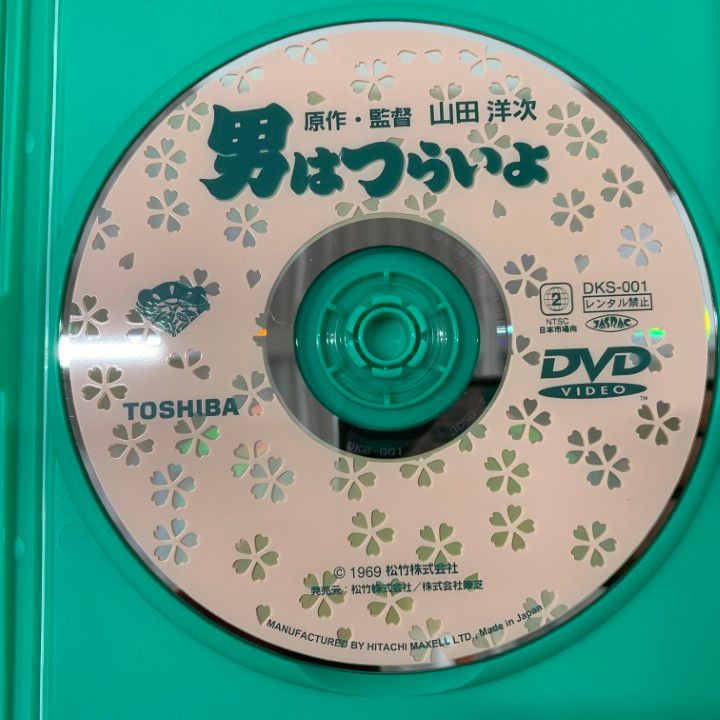 原作・監督 山田 洋次
男はつらいよ
2
NTSC
日本市場向
DKS-001
レンタル禁止
JASRAC
DVD
VIDEO
TM
TOSHIBA
DK2-001
© 1969 松竹株式会社
発売元：松竹株式会社／株式会社東芝
MANUFACTURED BY HITACHI MAXELL LTD., Made in Japan